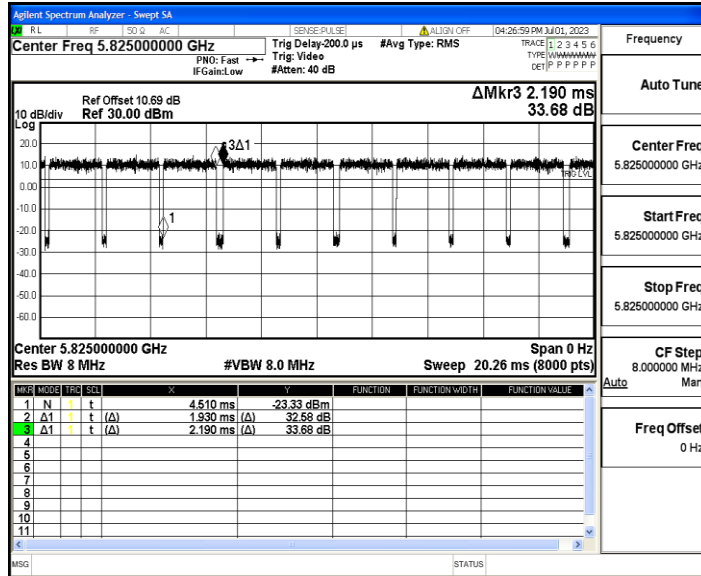 Agilent Spectrum Analyzer - Swept SA
LXI RL RF 50 Ω AC SENSE:PULSE ALIGN OFF 04:26:59 PM Jul 01, 2023
Center Freq 5.825000000 GHz
PNO: Fast
IFGain:Low
Trig Delay-200.0 µs
Trig: Video
#Atten: 40 dB
#Avg Type: RMS
TRACE 1 2 3 4 5 6
TYPE
DET P P P P P P
ΔMkr3 2.190 ms
33.68 dB
Ref Offset 10.69 dB
10 dB/div Ref 30.00 dBm
Log
20.0
10.0
0.00
-10.0
-20.0
-30.0
-40.0
-50.0
-60.0
3Δ1
1
TRIG LVL
Center 5.825000000 GHz Span 0 Hz
Res BW 8 MHz #VBW 8.0 MHz Sweep 20.26 ms (8000 pts)
MKR MODE TRC SCL X Y FUNCTION FUNCTION WIDTH FUNCTION VALUE
1 N 1 t 4.510 ms -23.33 dBm
2 Δ1 1 t (Δ) 1.930 ms (Δ) 32.58 dB
3 Δ1 1 t (Δ) 2.190 ms (Δ) 33.68 dB
4
5
6
7
8
9
10
11
MSG STATUS
Frequency
Auto Tune
Center Freq
5.825000000 GHz
Start Freq
5.825000000 GHz
Stop Freq
5.825000000 GHz
CF Step
8.000000 MHz
Auto Man
Freq Offset
0 Hz